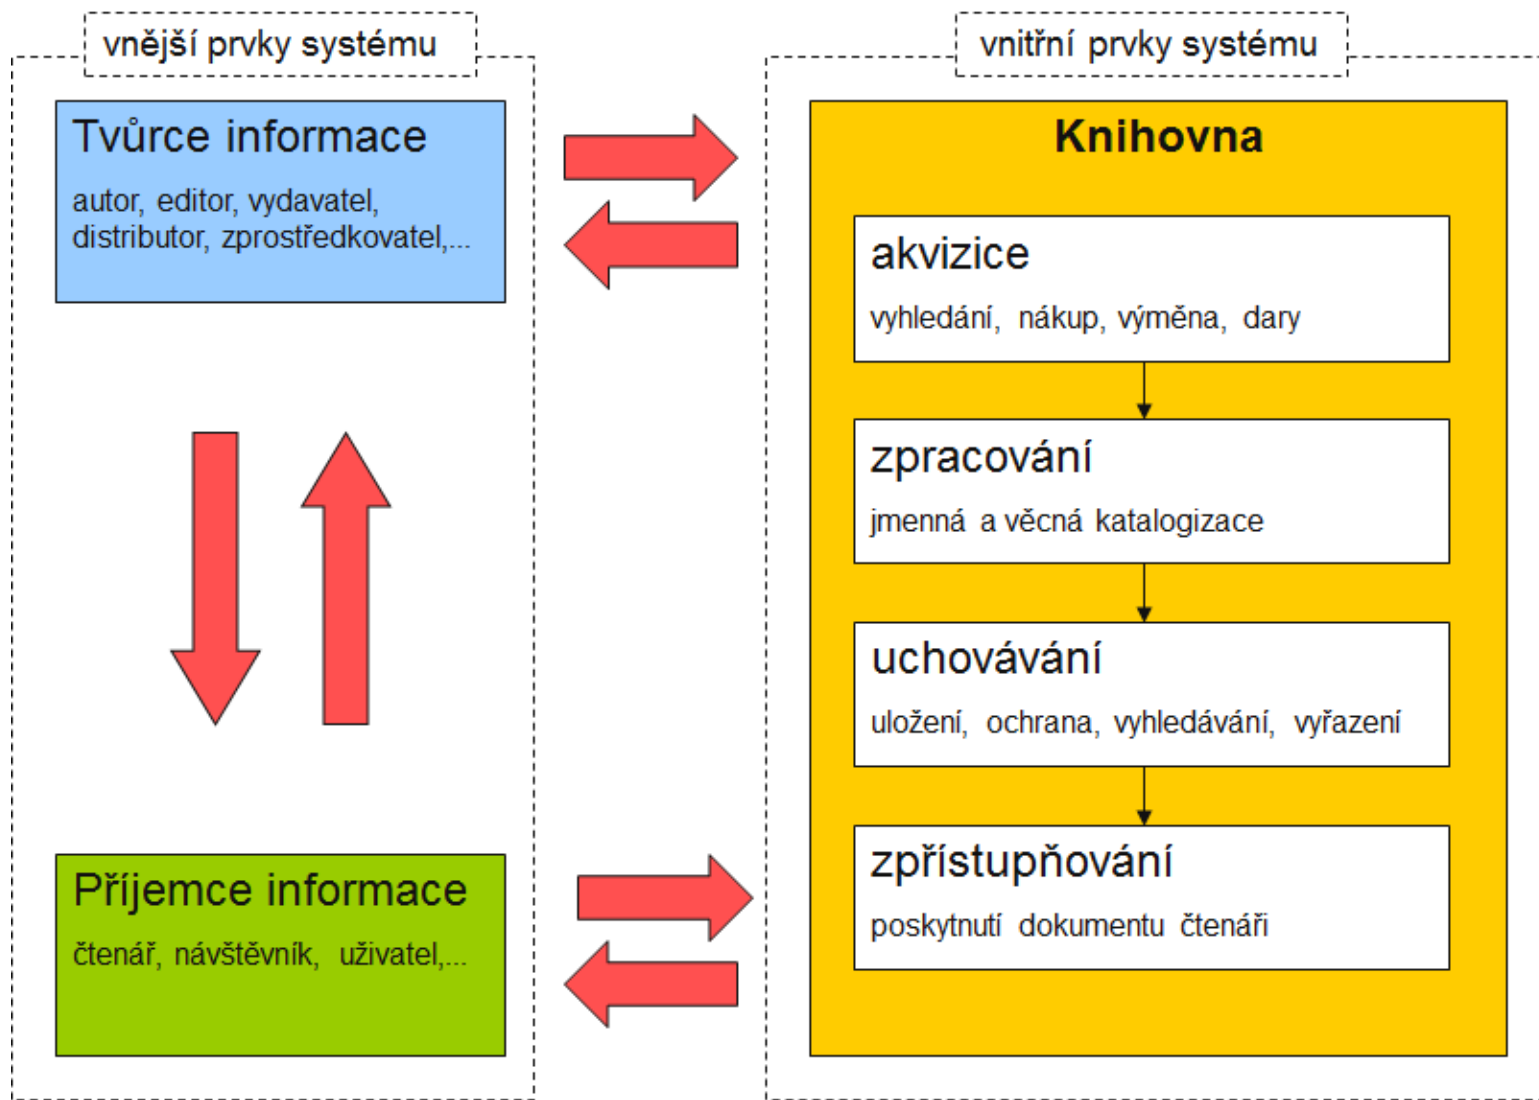 vnější prvky systému
Tvůrce informace
autor, editor, vydavatel,
distributor, zprostředkovatel,...
Příjemce informace
čtenář, návštěvník, uživatel,...
vnitřní prvky systému
Knihovna
akvizice
vyhledání, nákup, výměna, dary
zpracování
jmenná a věcná katalogizace
uchovávání
uložení, ochrana, vyhledávání, vyřazení
zpřístupňování
poskytnutí dokumentu čtenáři